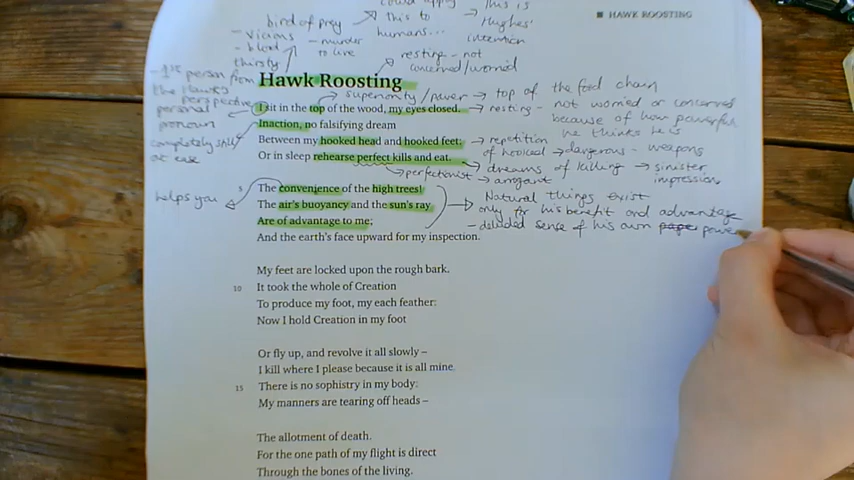 could apply → this is
bird of prey → this to Hughes'
- vicious - murder humans... intention
- blood to live
thirsty resting - not
concerned/worried
■ HAWK ROOSTING
- 1st person from
the Hawk's
perspective
personal
pronoun
completely still
at ease
Hawk Roosting
superiority/power → top of the food chain
I sit in the top of the wood, my eyes closed. → resting - not worried or concerned
because of how powerful
he thinks he is
Inaction, no falsifying dream
Between my hooked head and hooked feet: → repetition
of hooked → dangerous - weapons
Or in sleep rehearse perfect kills and eat. → dreams of killing → sinister
impression
perfectionist → arrogant
helps you
5 The convenience of the high trees!
The air's buoyancy and the sun's ray
Are of advantage to me;
And the earth's face upward for my inspection.
→ Natural things exist
only for his benefit and advantage
- deluded sense of his own power
My feet are locked upon the rough bark.
10 It took the whole of Creation
To produce my foot, my each feather:
Now I hold Creation in my foot
Or fly up, and revolve it all slowly –
I kill where I please because it is all mine.
15 There is no sophistry in my body:
My manners are tearing off heads –
The allotment of death.
For the one path of my flight is direct
Through the bones of the living.